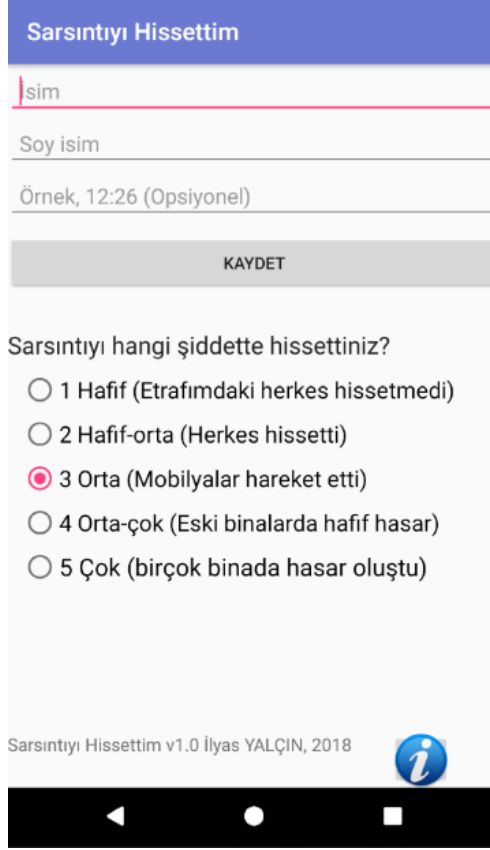 Sarsıntıyı Hissettim
İsim
Soy isim
Örnek, 12:26 (Opsiyonel)
KAYDET
Sarsıntıyı hangi şiddette hissettiniz?
1 Hafif (Etrafımdaki herkes hissetmedi)
2 Hafif-orta (Herkes hissetti)
3 Orta (Mobilyalar hareket etti)
4 Orta-çok (Eski binalarda hafif hasar)
5 Çok (birçok binada hasar oluştu)
Sarsıntıyı Hissettim v1.0 İlyas YALÇIN, 2018
i